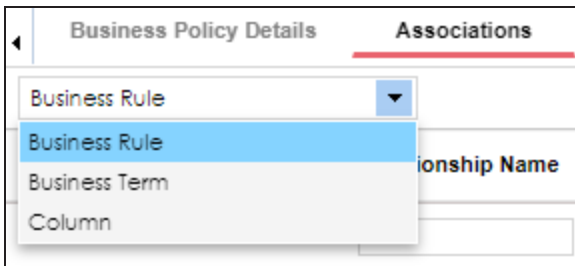 Business Policy Details Associations
Business Rule
Business Rule
Business Term
ionship Name
Column